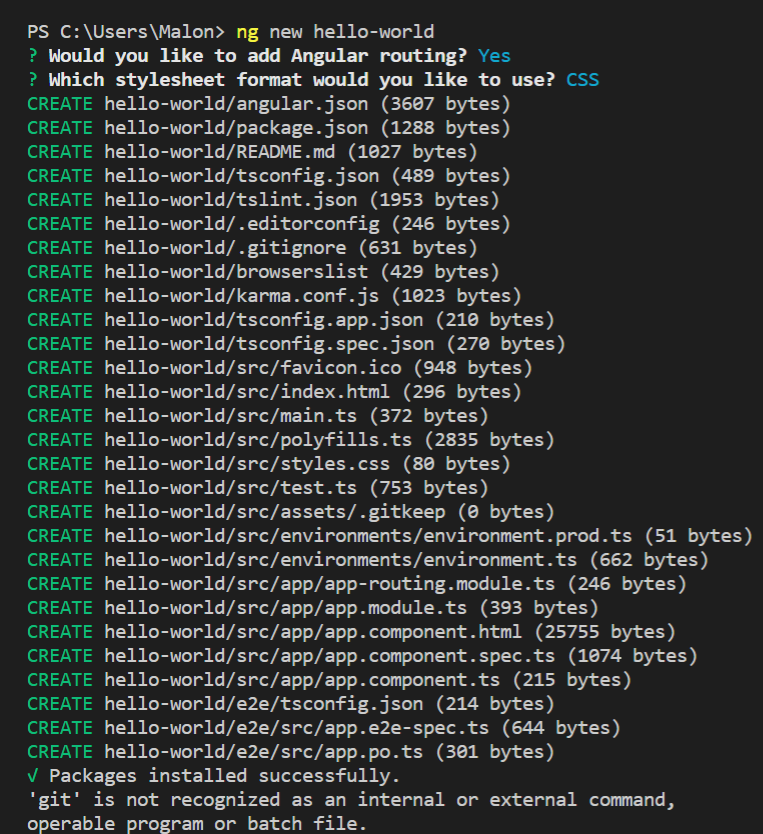 PS C:\Users\Malon> ng new hello-world
? Would you like to add Angular routing? Yes
? Which stylesheet format would you like to use? CSS
CREATE hello-world/angular.json (3607 bytes)
CREATE hello-world/package.json (1288 bytes)
CREATE hello-world/README.md (1027 bytes)
CREATE hello-world/tsconfig.json (489 bytes)
CREATE hello-world/tslint.json (1953 bytes)
CREATE hello-world/.editorconfig (246 bytes)
CREATE hello-world/.gitignore (631 bytes)
CREATE hello-world/browserslist (429 bytes)
CREATE hello-world/karma.conf.js (1023 bytes)
CREATE hello-world/tsconfig.app.json (210 bytes)
CREATE hello-world/tsconfig.spec.json (270 bytes)
CREATE hello-world/src/favicon.ico (948 bytes)
CREATE hello-world/src/index.html (296 bytes)
CREATE hello-world/src/main.ts (372 bytes)
CREATE hello-world/src/polyfills.ts (2835 bytes)
CREATE hello-world/src/styles.css (80 bytes)
CREATE hello-world/src/test.ts (753 bytes)
CREATE hello-world/src/assets/.gitkeep (0 bytes)
CREATE hello-world/src/environments/environment.prod.ts (51 bytes)
CREATE hello-world/src/environments/environment.ts (662 bytes)
CREATE hello-world/src/app/app-routing.module.ts (246 bytes)
CREATE hello-world/src/app/app.module.ts (393 bytes)
CREATE hello-world/src/app/app.component.html (25755 bytes)
CREATE hello-world/src/app/app.component.spec.ts (1074 bytes)
CREATE hello-world/src/app/app.component.ts (215 bytes)
CREATE hello-world/e2e/tsconfig.json (214 bytes)
CREATE hello-world/e2e/src/app.e2e-spec.ts (644 bytes)
CREATE hello-world/e2e/src/app.po.ts (301 bytes)
√ Packages installed successfully.
'git' is not recognized as an internal or external command,
operable program or batch file.